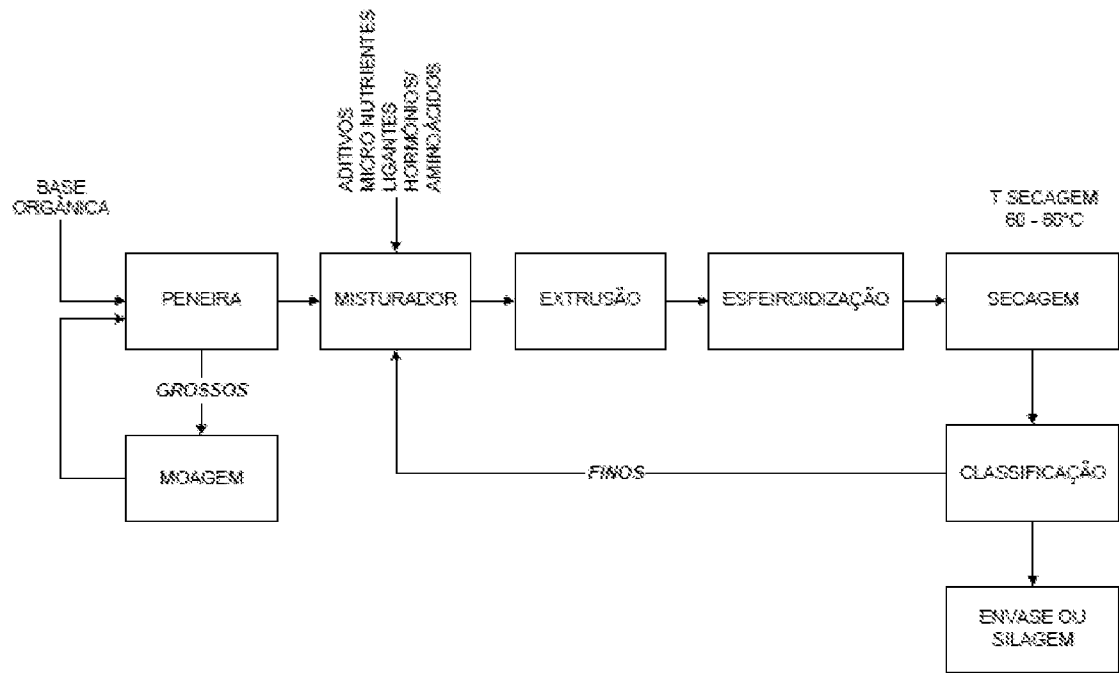 ADITIVOS
MICRO NUTRIENTES
LIGANTES
HORMÔNIOS/
AMINOÁCIDOS
BASE
ORGÂNICA
T SECAGEM
PENEIRA
MISTURADOR
EXTRUSÃO
ESFEIROIDIZAÇÃO
SECAGEM
GROSSOS
MOAGEM
FINOS
CLASSIFICAÇÃO
ENVASE OU
SILAGEM